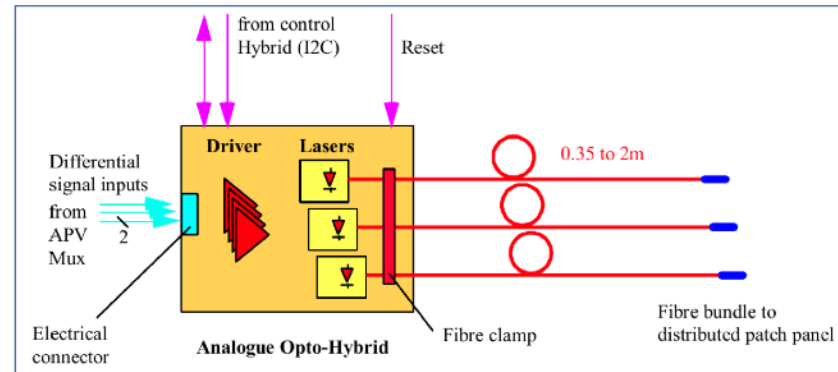 from control
Hybrid (I2C)
Reset
Driver
Lasers
0.35 to 2m
Differential
signal inputs
from
APV
Mux
2
Electrical
connector
Analogue Opto-Hybrid
Fibre clamp
Fibre bundle to
distributed patch panel